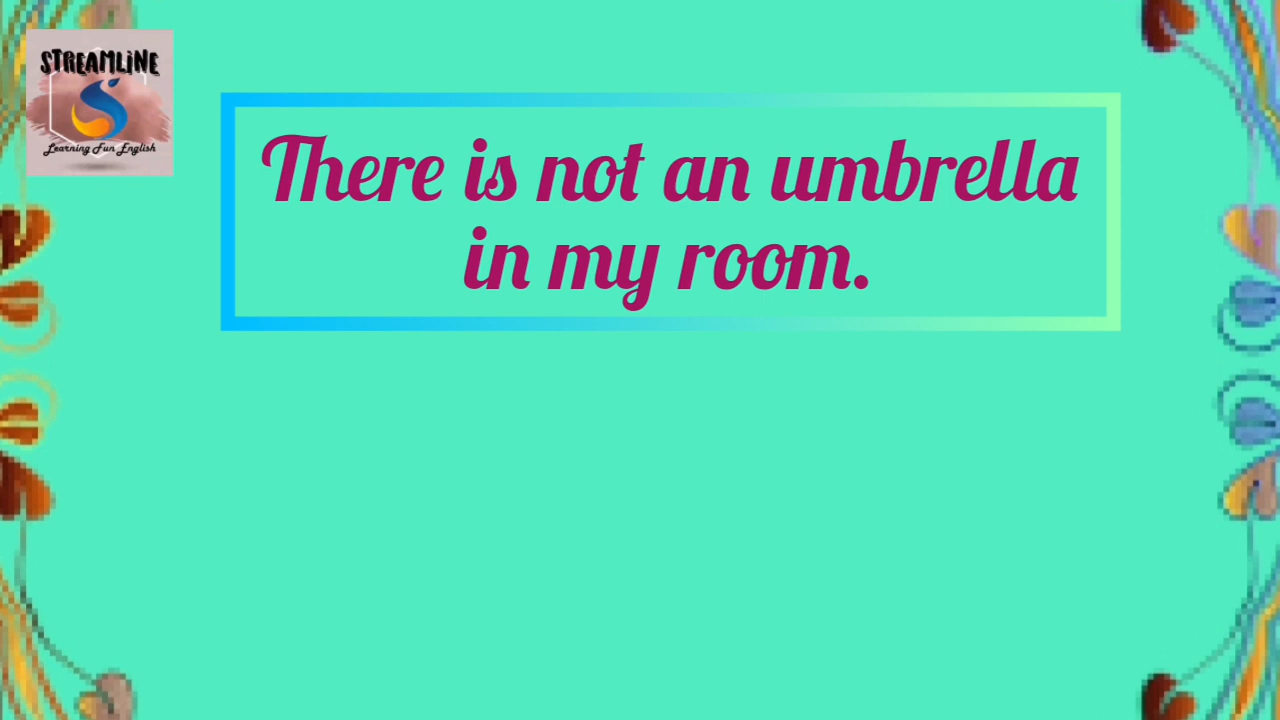 STREAMLINE
Learning Fun English
There is not an umbrella
in my room.